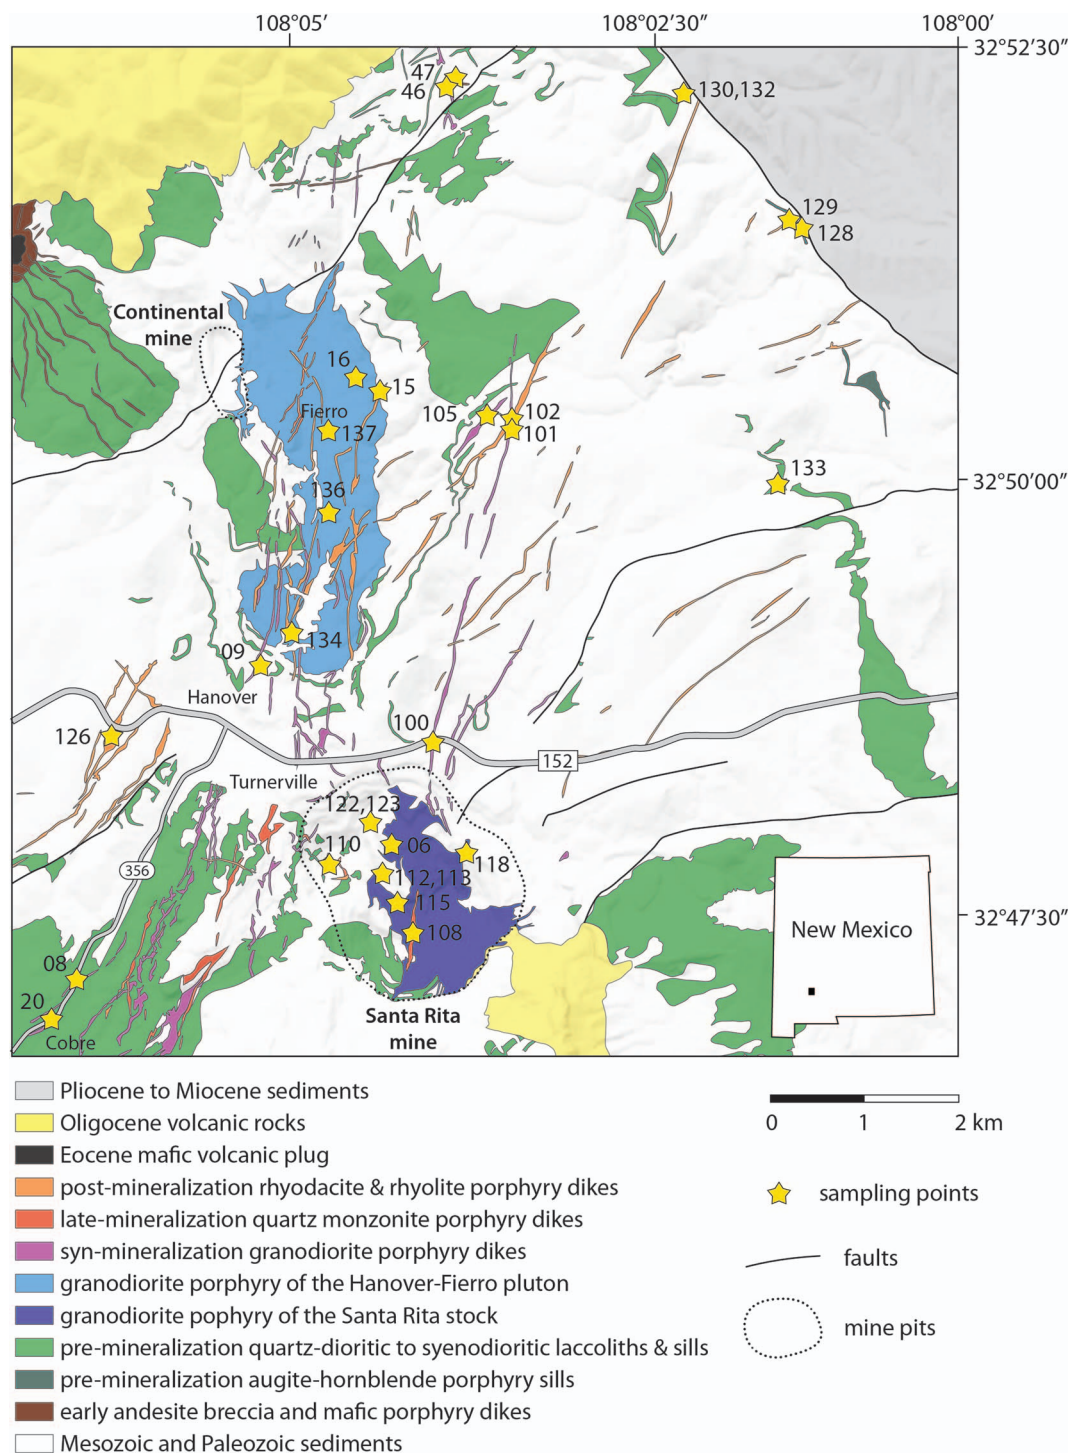 108°05’
108°02’30”
108°00’
32°52’30”
47
46
130,132
129
128
Continental
mine
16
15
Fierro
137
105
102
101
133
32°50’00”
136
134
09
Hanover
126
100
152
Turnerville
122,123
110
06
118
356
112,113
115
108
32°47’30”
New Mexico
08
20
Cobre
Santa Rita
mine
Pliocene to Miocene sediments
Oligocene volcanic rocks
Eocene mafic volcanic plug
post-mineralization rhyodacite & rhyolite porphyry dikes
late-mineralization quartz monzonite porphyry dikes
syn-mineralization granodiorite porphyry dikes
granodiorite porphyry of the Hanover-Fierro pluton
granodiorite pophyry of the Santa Rita stock
pre-mineralization quartz-dioritic to syenodioritic laccoliths & sills
pre-mineralization augite-hornblende porphyry sills
early andesite breccia and mafic porphyry dikes
Mesozoic and Paleozoic sediments
0 1 2 km
sampling points
faults
mine pits